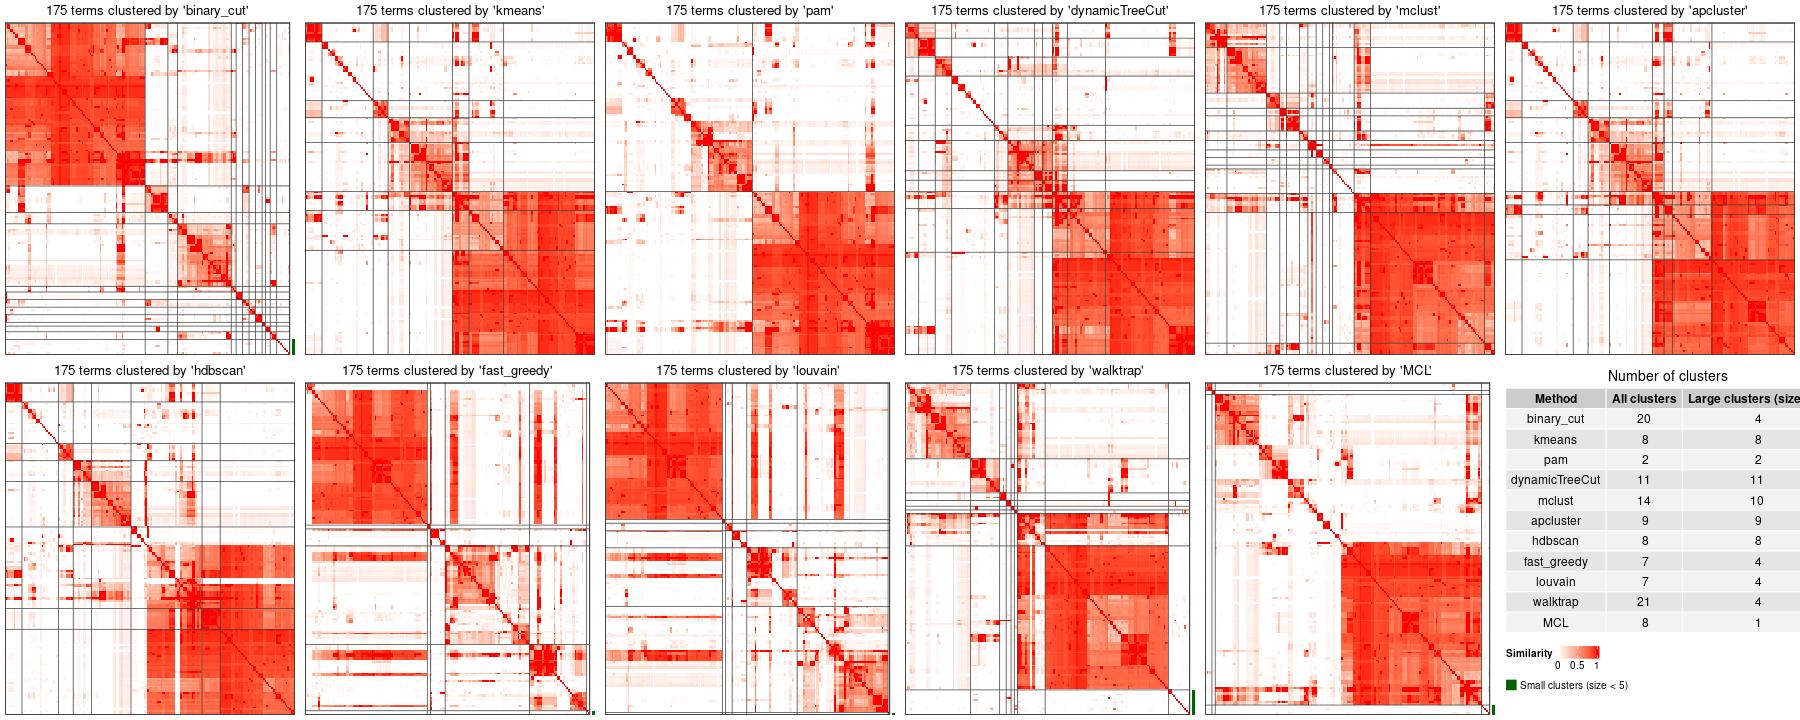 175 terms clustered by 'binary_cut'
175 terms clustered by 'kmeans'
175 terms clustered by 'pam'
175 terms clustered by 'dynamicTreeCut'
175 terms clustered by 'mclust'
175 terms clustered by 'apcluster'
175 terms clustered by 'hdbscan'
175 terms clustered by 'fast_greedy'
175 terms clustered by 'louvain'
175 terms clustered by 'walktrap'
175 terms clustered by 'MCL'
Number of clusters
Method All clusters Large clusters (size
binary_cut 20 4
kmeans 8 8
pam 2 2
dynamicTreeCut 11 11
mclust 14 10
apcluster 9 9
hdbscan 8 8
fast_greedy 7 4
louvain 7 4
walktrap 21 4
MCL 8 1
Similarity
0 0.5 1
Small clusters (size < 5)